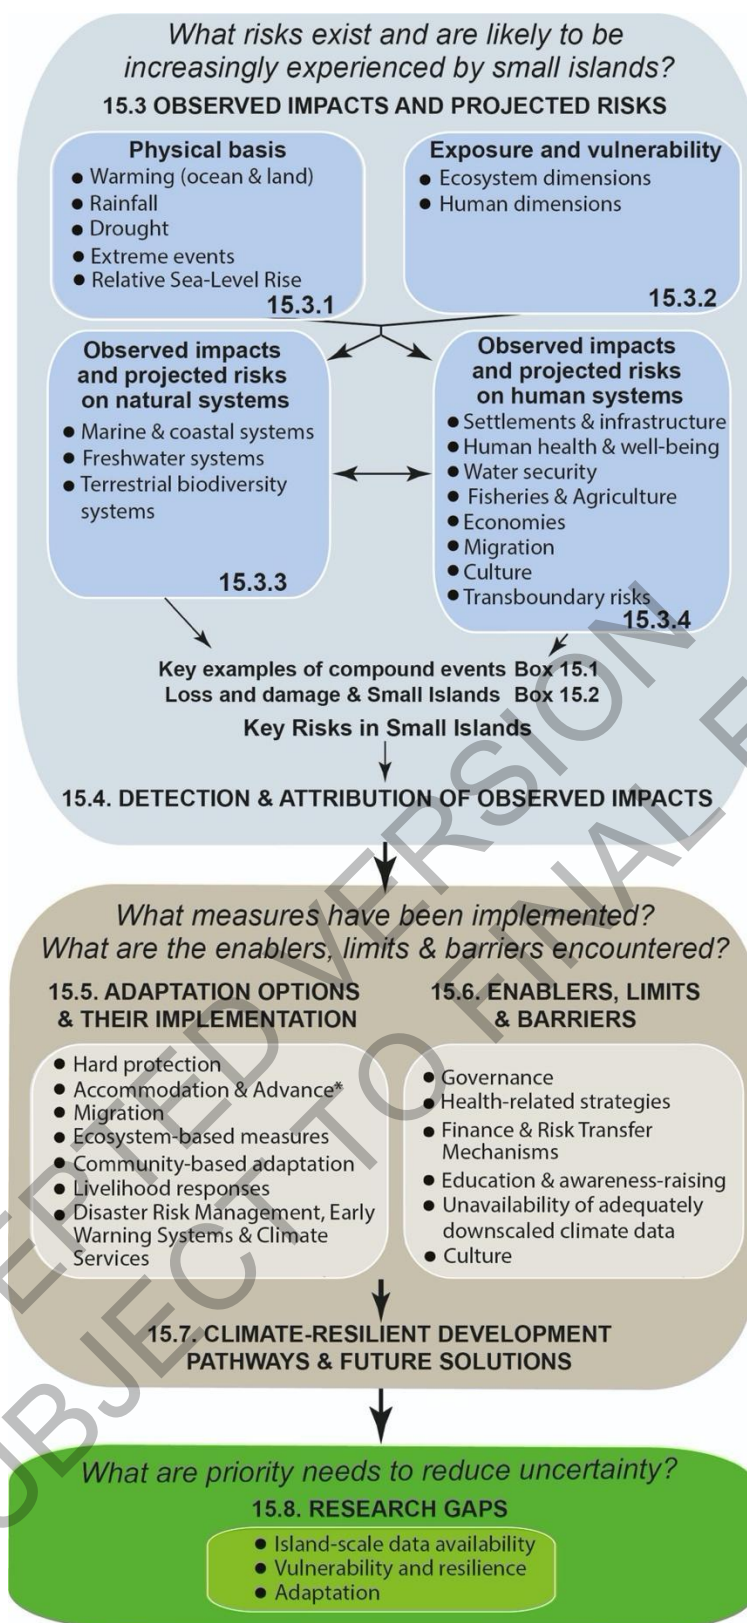 What risks exist and are likely to be
increasingly experienced by small islands?
15.3 OBSERVED IMPACTS AND PROJECTED RISKS
Physical basis
● Warming (ocean & land)
● Rainfall
● Drought
● Extreme events
● Relative Sea-Level Rise
15.3.1
Exposure and vulnerability
● Ecosystem dimensions
● Human dimensions
15.3.2
Observed impacts
and projected risks
on natural systems
● Marine & coastal systems
● Freshwater systems
● Terrestrial biodiversity
systems
15.3.3
Observed impacts
and projected risks
on human systems
● Settlements & infrastructure
● Human health & well-being
● Water security
● Fisheries & Agriculture
● Economies
● Migration
● Culture
● Transboundary risks
15.3.4
Key examples of compound events Box 15.1
Loss and damage & Small Islands Box 15.2
Key Risks in Small Islands
15.4. DETECTION & ATTRIBUTION OF OBSERVED IMPACTS
What measures have been implemented?
What are the enablers, limits & barriers encountered?
15.5. ADAPTATION OPTIONS
& THEIR IMPLEMENTATION
● Hard protection
● Accommodation & Advance*
● Migration
● Ecosystem-based measures
● Community-based adaptation
● Livelihood responses
● Disaster Risk Management, Early
Warning Systems & Climate
Services
15.6. ENABLERS, LIMITS
& BARRIERS
● Governance
● Health-related strategies
● Finance & Risk Transfer
Mechanisms
● Education & awareness-raising
● Unavailability of adequately
downscaled climate data
● Culture
15.7. CLIMATE-RESILIENT DEVELOPMENT
PATHWAYS & FUTURE SOLUTIONS
What are priority needs to reduce uncertainty?
15.8. RESEARCH GAPS
● Island-scale data availability
● Vulnerability and resilience
● Adaptation
VERSION
TO FINAL